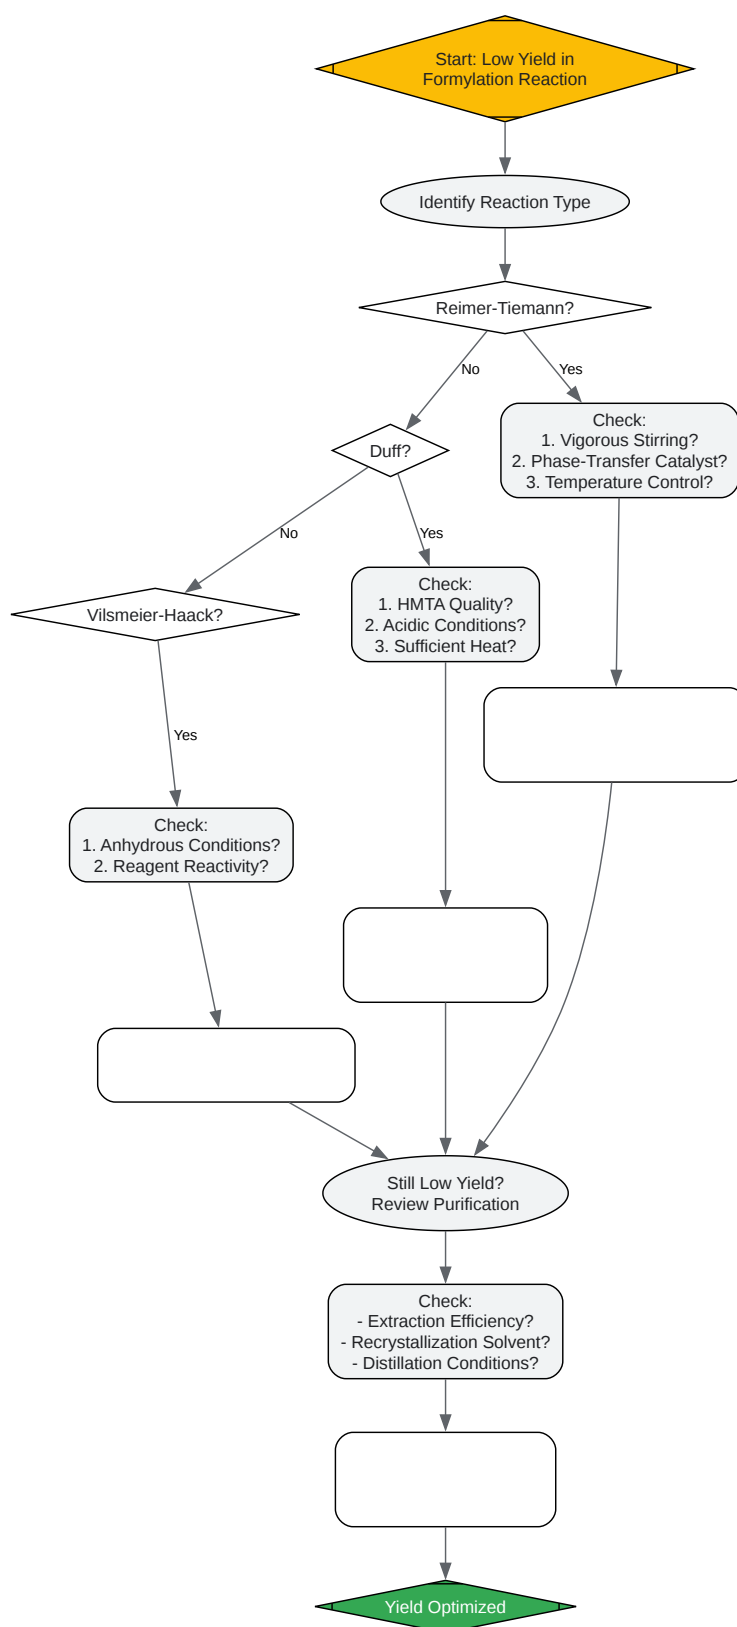 Start: Low Yield in
Formylation Reaction
Identify Reaction Type
Reimer-Tiemann?
No
Yes
Duff?
Check:
1. Vigorous Stirring?
2. Phase-Transfer Catalyst?
3. Temperature Control?
No
Yes
Vilsmeier-Haack?
Check:
1. HMTA Quality?
2. Acidic Conditions?
3. Sufficient Heat?
Yes
Check:
1. Anhydrous Conditions?
2. Reagent Reactivity?
Still Low Yield?
Review Purification
Check:
- Extraction Efficiency?
- Recrystallization Solvent?
- Distillation Conditions?
Yield Optimized